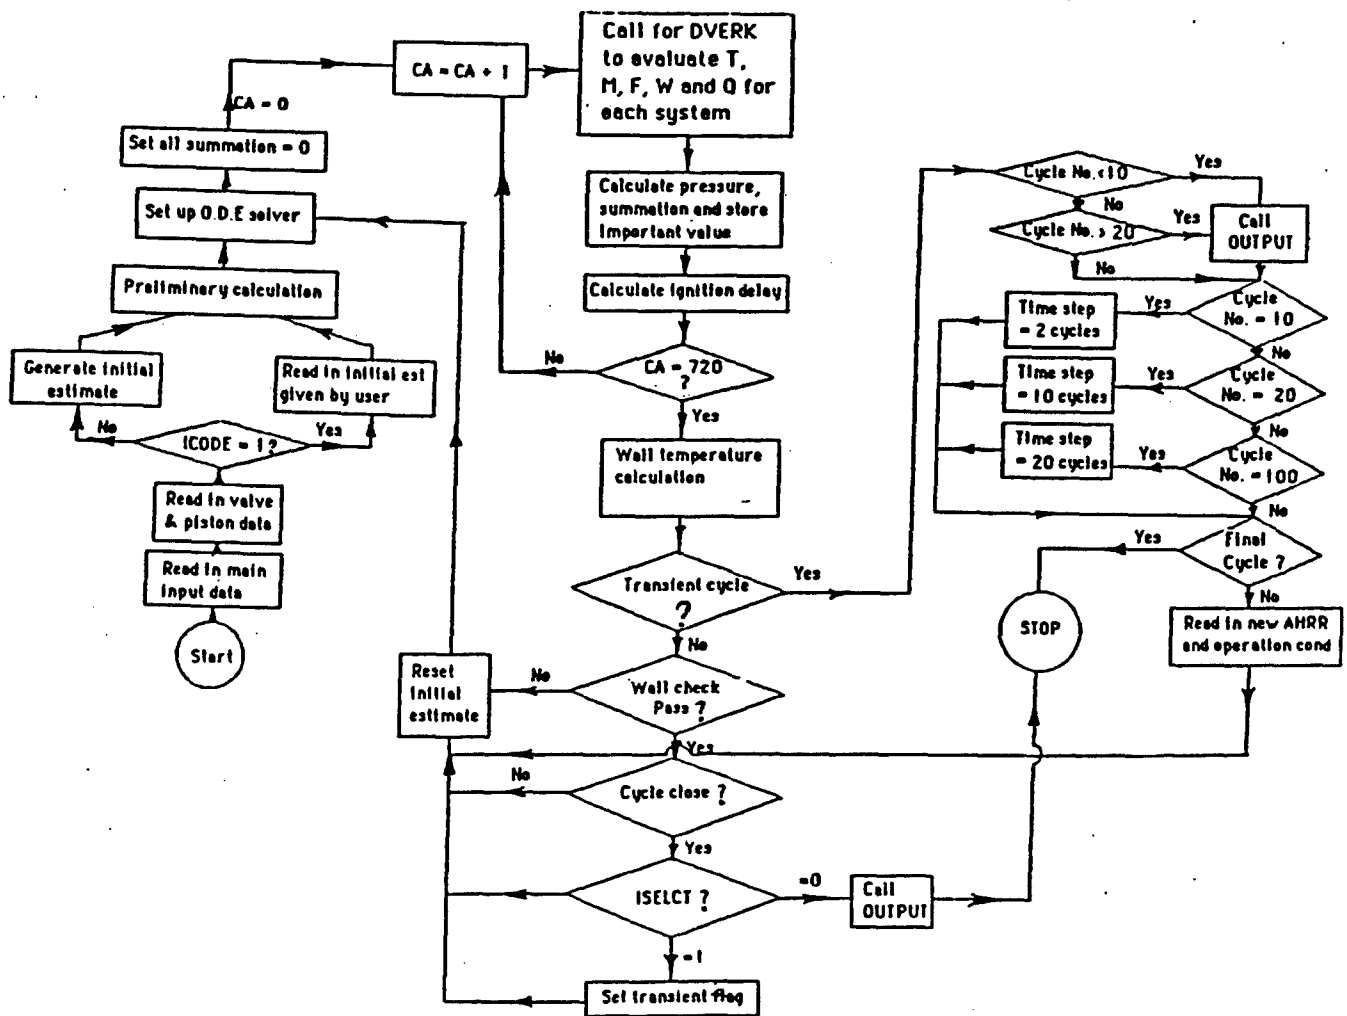 Start
Read in main
input data
Read in valve
& piston data
ICODE = 1?
No
Yes
Generate initial
estimate
Read in initial est
given by user
Preliminary calculation
Set up O.D.E solver
Set all summation = 0
CA = 0
CA = CA + 1
Call for DVERK
to evaluate T,
M, F, W and Q for
each system
Calculate pressure,
summation and store
important value
Calculate ignition delay
CA = 720
?
No
Yes
Wall temperature
calculation
Transient cycle
?
Yes
No
Wall check
Pass ?
No
Yes
Reset
initial
estimate
Cycle close ?
No
Yes
ISELCT ?
=0
Call
OUTPUT
=1
Set transient flag
Cycle No.<10
Yes
No
Cycle No.> 20
Yes
No
Call
OUTPUT
Cycle
No. = 10
Yes
No
Time step
= 2 cycles
Cycle
No. = 20
Yes
No
Time step
= 10 cycles
Cycle
No. = 100
Yes
No
Time step
= 20 cycles
Final
Cycle ?
Yes
No
STOP
Read in new AHRR
and operation cond